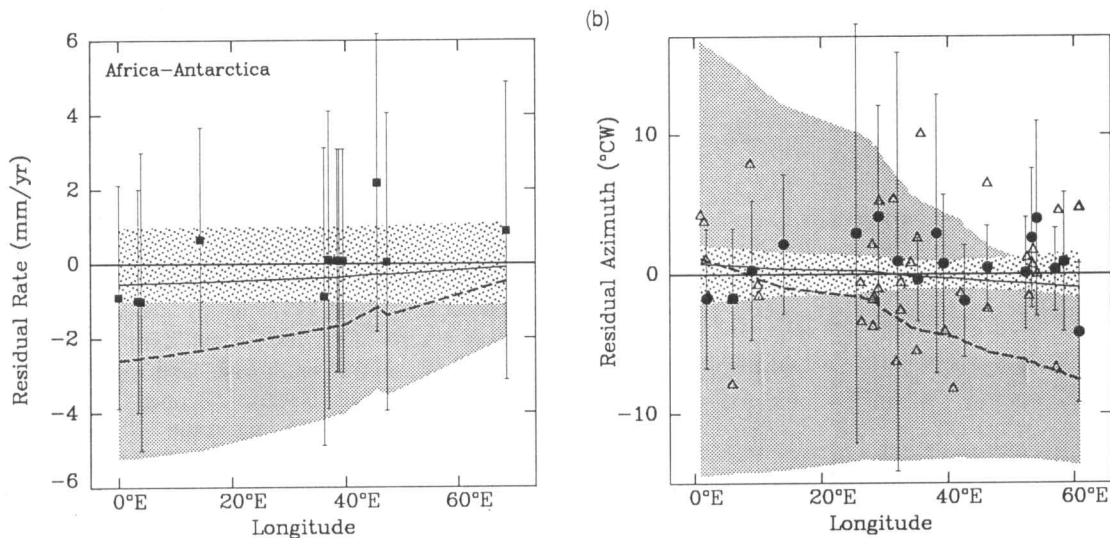 Africa–Antarctica
Residual Rate (mm/yr)
6
4
2
0
−2
−4
−6
0°E
20°E
40°E
60°E
Longitude
(b)
Residual Azimuth (°CW)
10
0
−10
0°E
20°E
40°E
60°E
Longitude